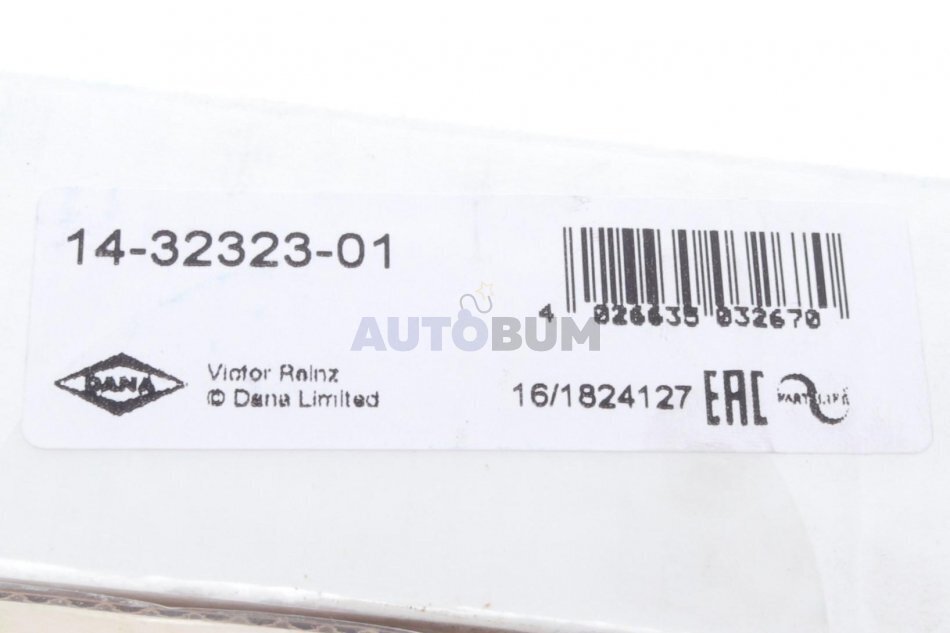 14-32323-01
4 026635 032670
AUTOBUM
DANA
Victor Reinz
© Dana Limited
16/1824127 EAC